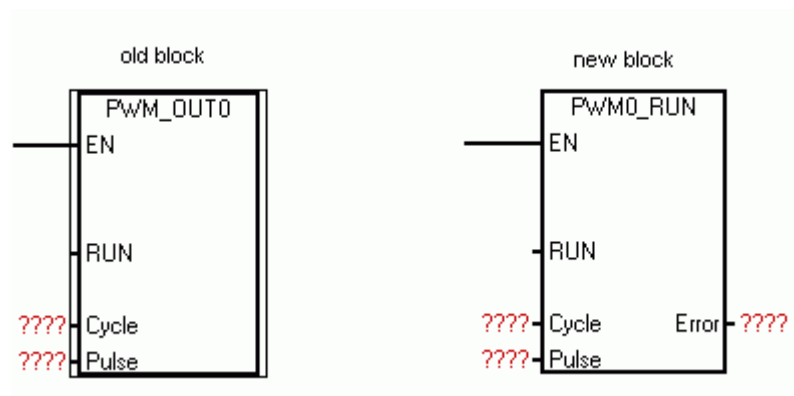 old block
PWM_OUT0
EN
RUN
???? Cycle
???? Pulse
new block
PWM0_RUN
EN
RUN
???? Cycle Error ????
???? Pulse